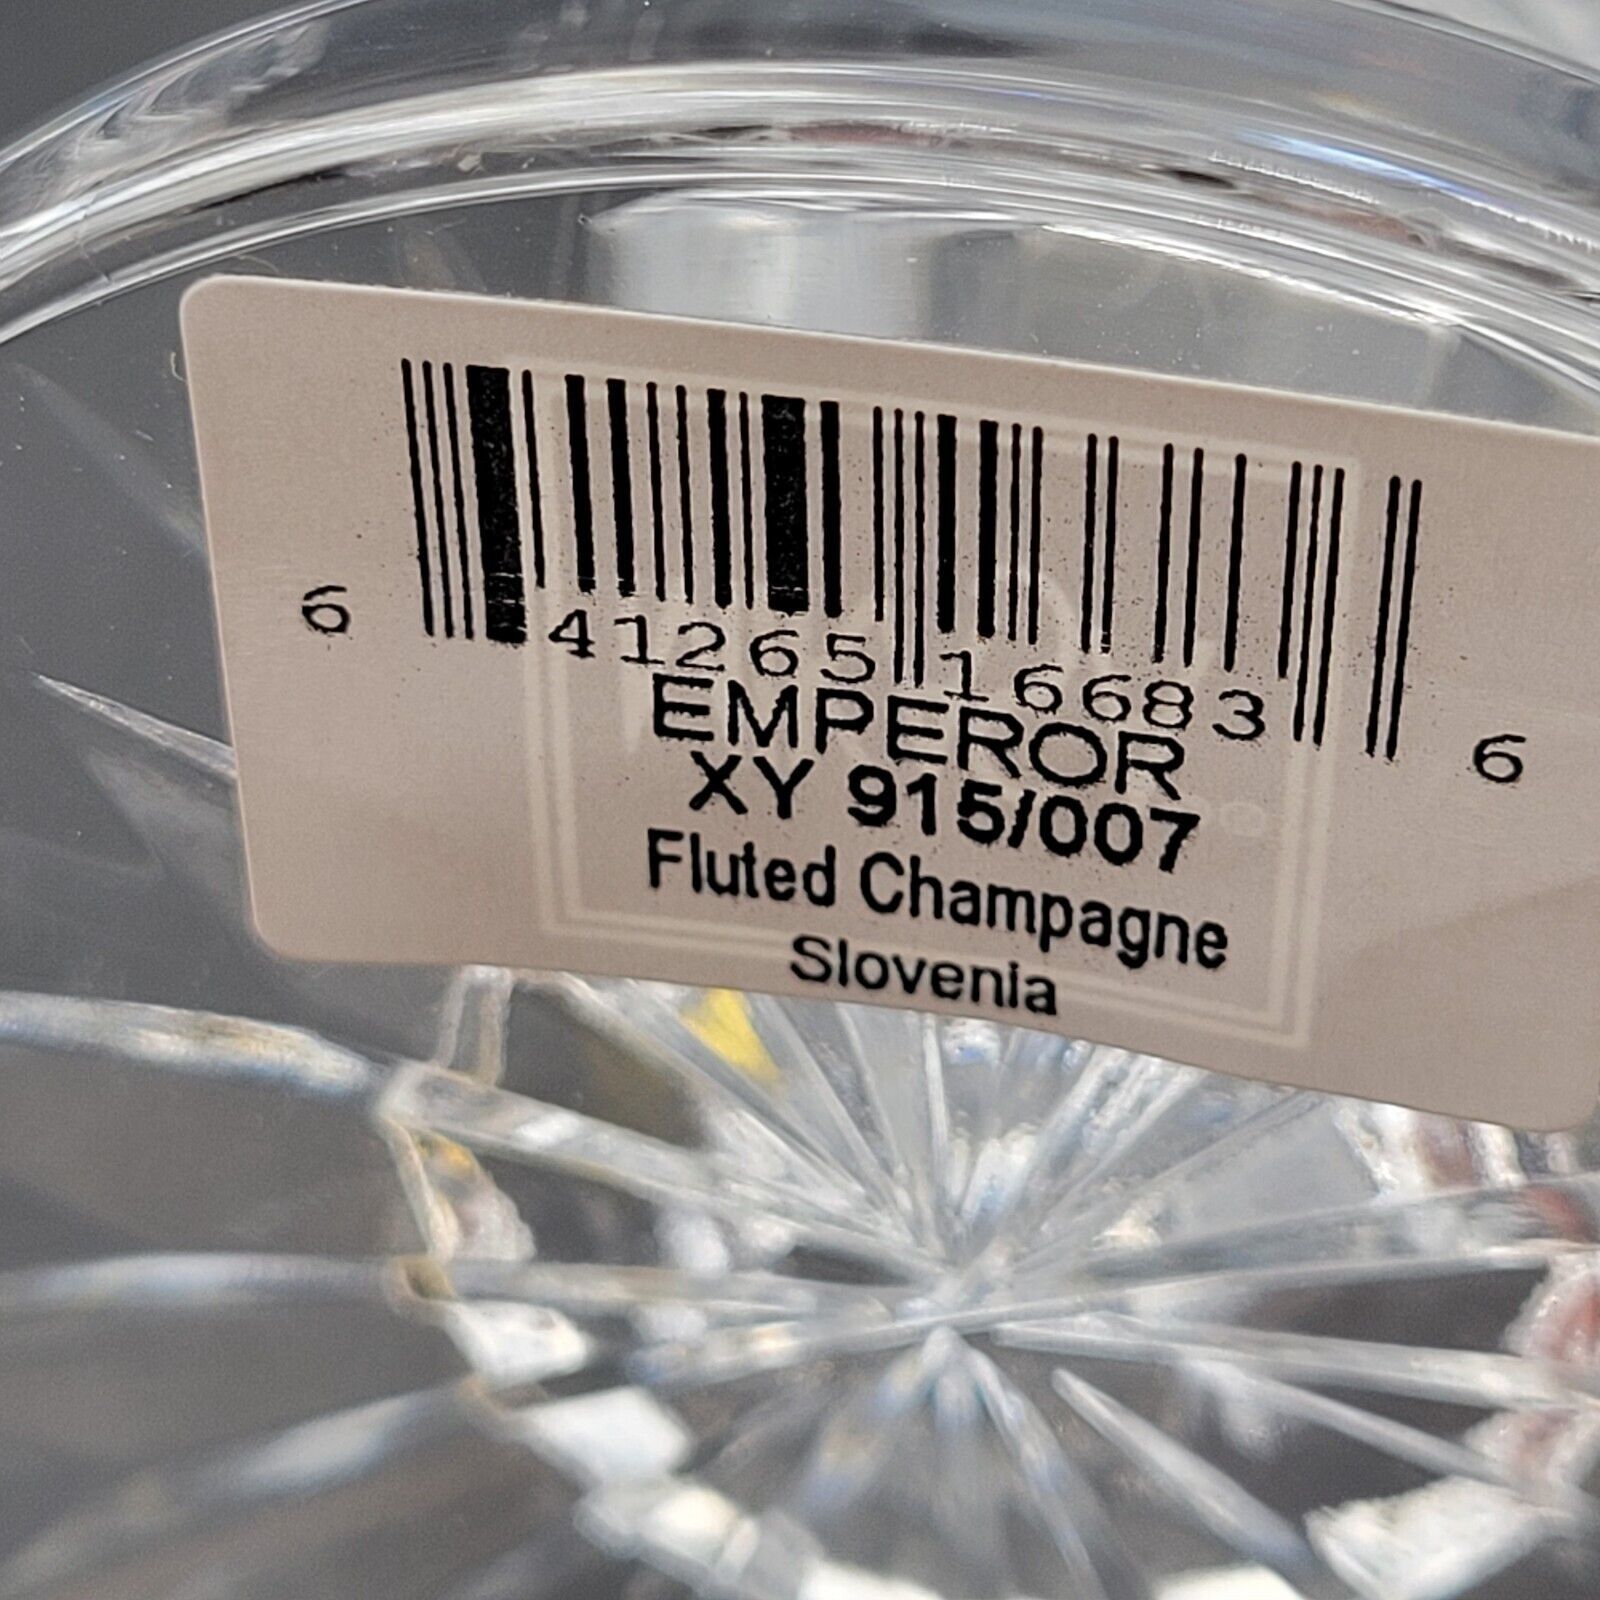 6 41265 16683 6
EMPEROR
XY 915/007
Fluted Champagne
Slovenia